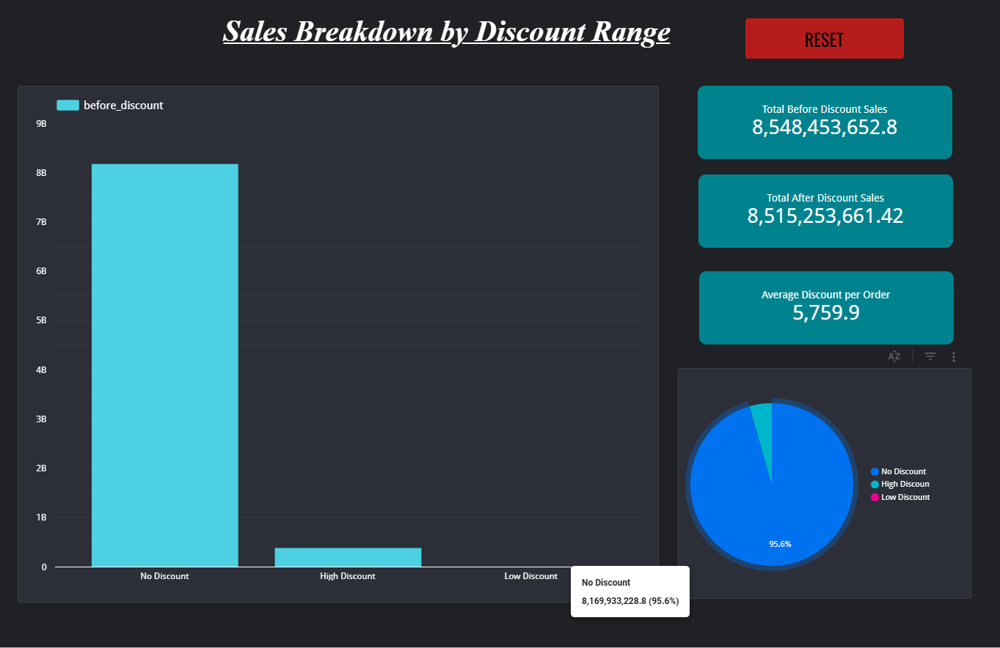 Sales Breakdown by Discount Range
RESET
before_discount
9B
8B
7B
6B
5B
4B
3B
2B
1B
0
No Discount
High Discount
Low Discount
Total Before Discount Sales
8,548,453,652.8
Total After Discount Sales
8,515,253,661.42
Average Discount per Order
5,759.9
AZ
95.6%
No Discount
High Discoun
Low Discount
No Discount
8,169,933,228.8 (95.6%)